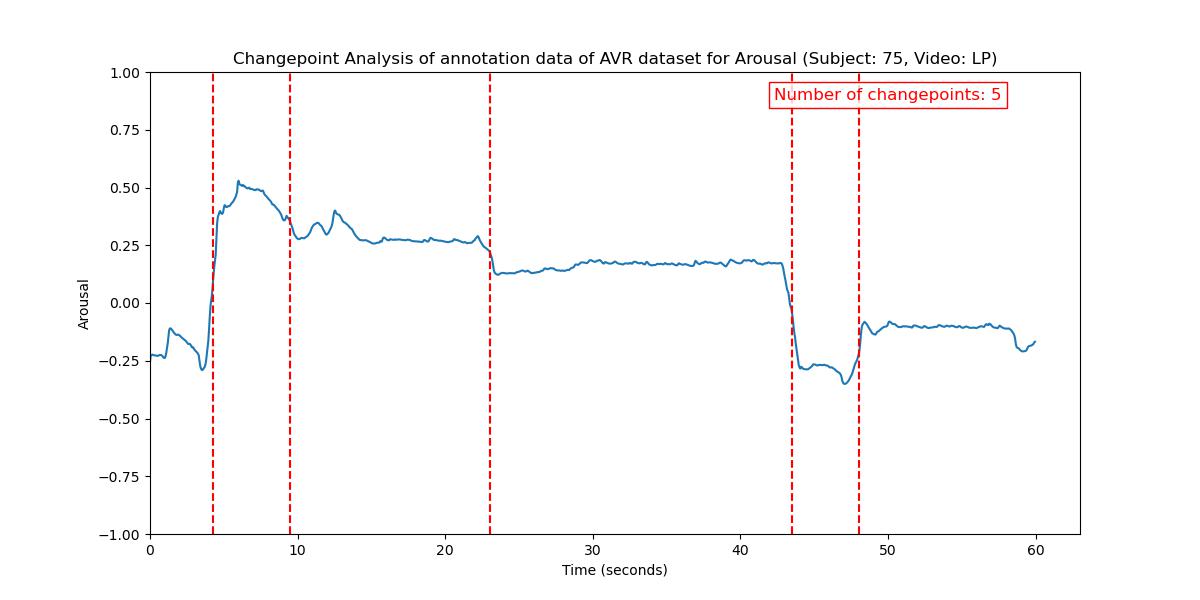 Changepoint Analysis of annotation data of AVR dataset for Arousal (Subject: 75, Video: LP)
Number of changepoints: 5
Arousal
1.00
0.75
0.50
0.25
0.00
−0.25
−0.50
−0.75
−1.00
0 10 20 30 40 50 60
Time (seconds)